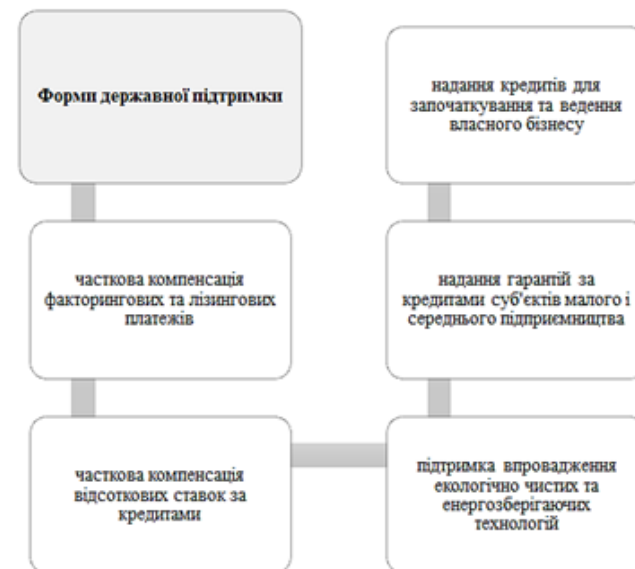 Форми державної підтримки
часткова компенсація
факторингових та лізингових
платежів
часткова компенсація
відсоткових ставок за
кредитами
підтримка впровадження
екологічно чистих та
енергозберігаючих
технологій
надання гарантій за
кредитами суб'єктів малого і
середнього підприємництва
надання кредитів для
започаткування та ведення
власного бізнесу